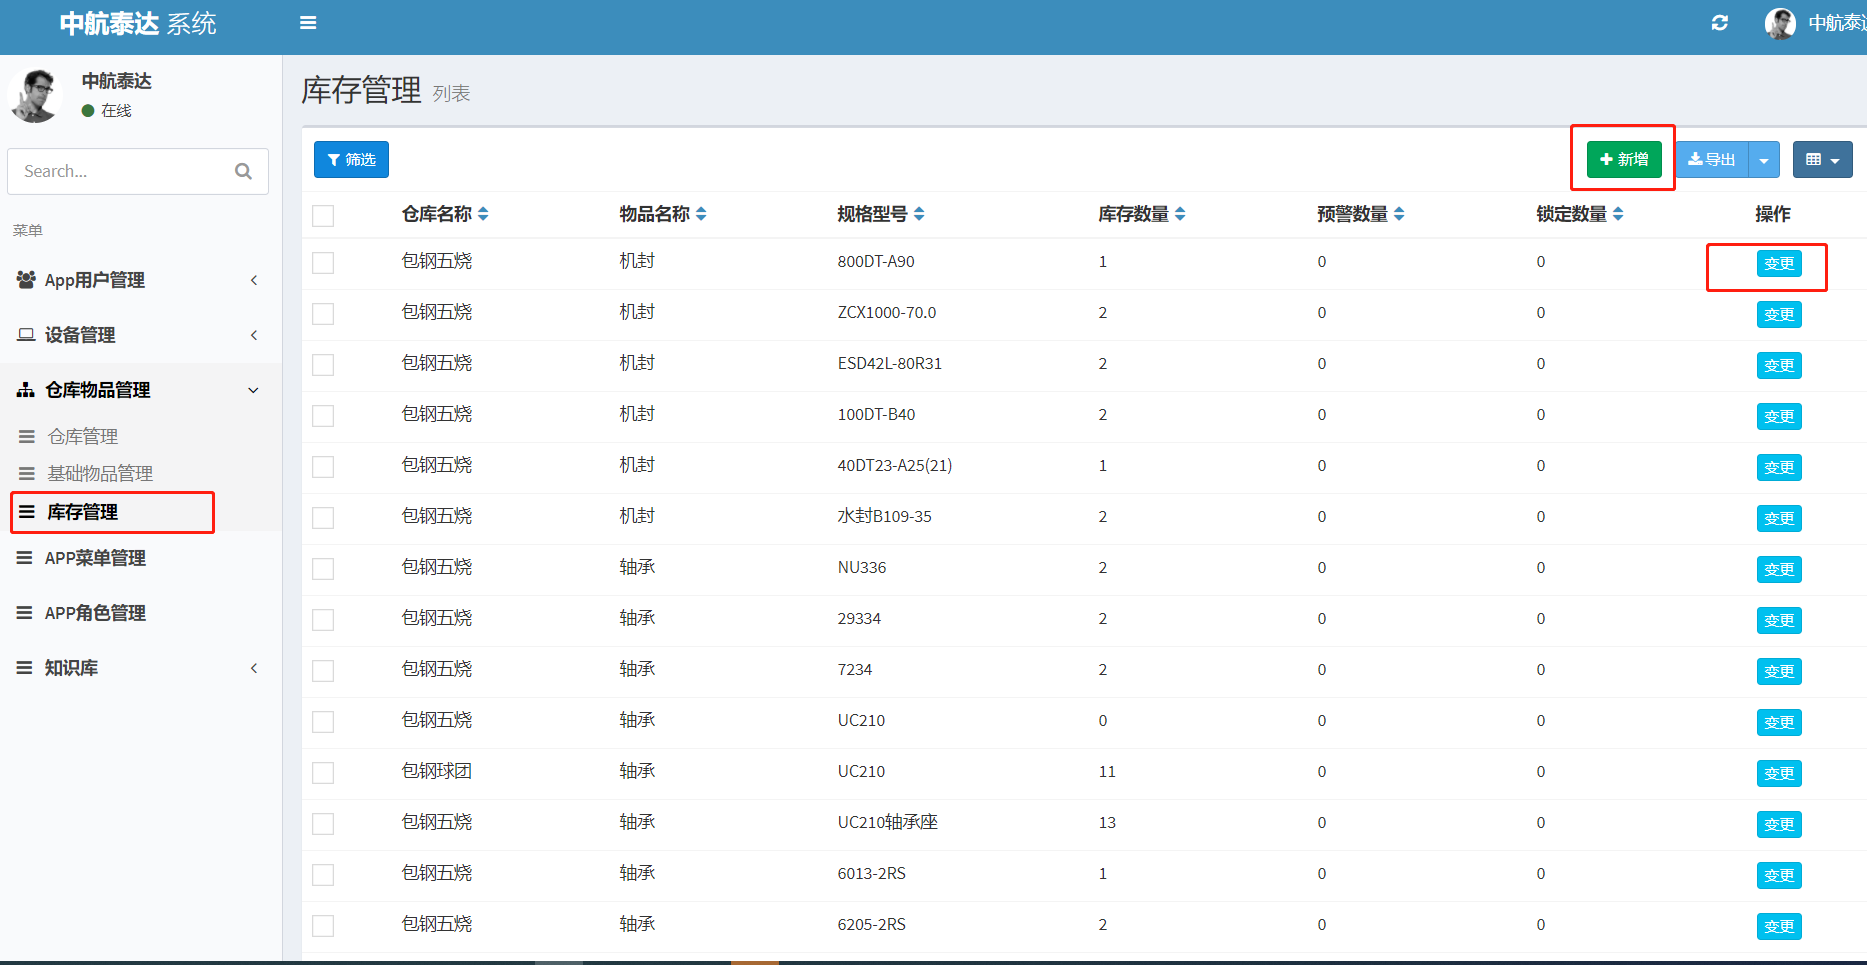 中航泰达 系统
中航泰达
中航泰达
在线
Search...
菜单
App用户管理
设备管理
仓库物品管理
仓库管理
基础物品管理
库存管理
APP菜单管理
APP角色管理
知识库
库存管理 列表
筛选 新增 导出
仓库名称 物品名称 规格型号 库存数量 预警数量 锁定数量 操作
包钢五烧 机封 800DT-A90 1 0 0 变更
包钢五烧 机封 ZCX1000-70.0 2 0 0 变更
包钢五烧 机封 ESD42L-80R31 2 0 0 变更
包钢五烧 机封 100DT-B40 2 0 0 变更
包钢五烧 机封 40DT23-A25(21) 1 0 0 变更
包钢五烧 机封 水封B109-35 2 0 0 变更
包钢五烧 轴承 NU336 2 0 0 变更
包钢五烧 轴承 29334 2 0 0 变更
包钢五烧 轴承 7234 2 0 0 变更
包钢五烧 轴承 UC210 0 0 0 变更
包钢球团 轴承 UC210 11 0 0 变更
包钢五烧 轴承 UC210轴承座 13 0 0 变更
包钢五烧 轴承 6013-2RS 1 0 0 变更
包钢五烧 轴承 6205-2RS 2 0 0 变更